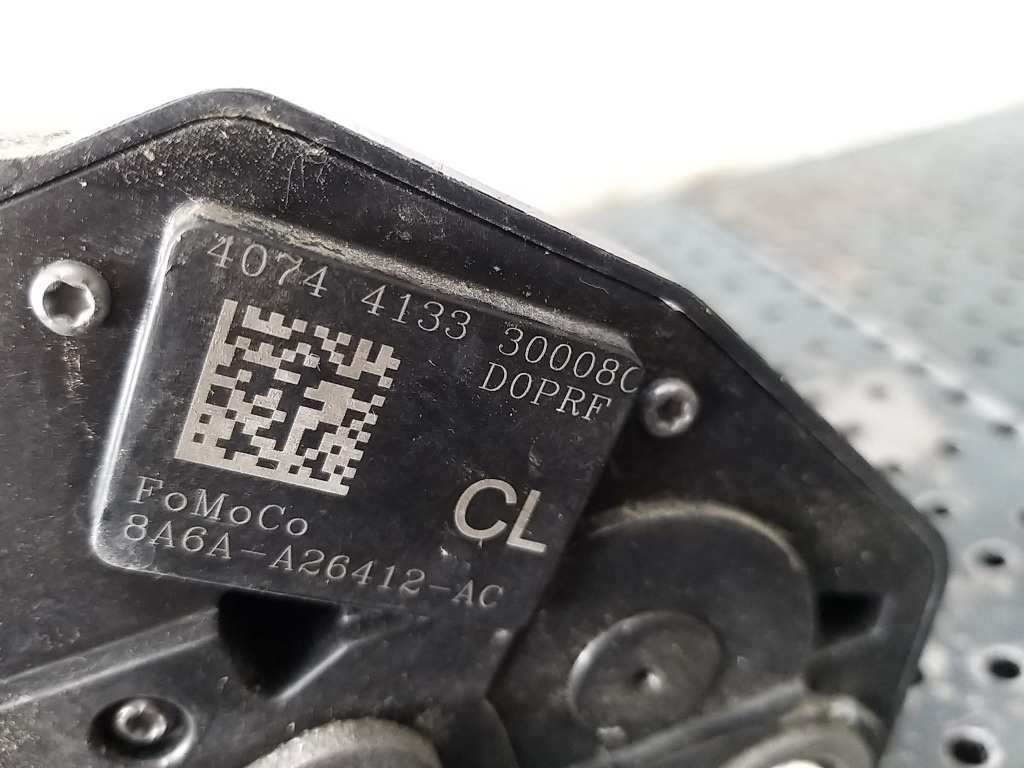 4074 4133 30008
D0PRF
CL
FoMoCo
8A6A-A26412-AC